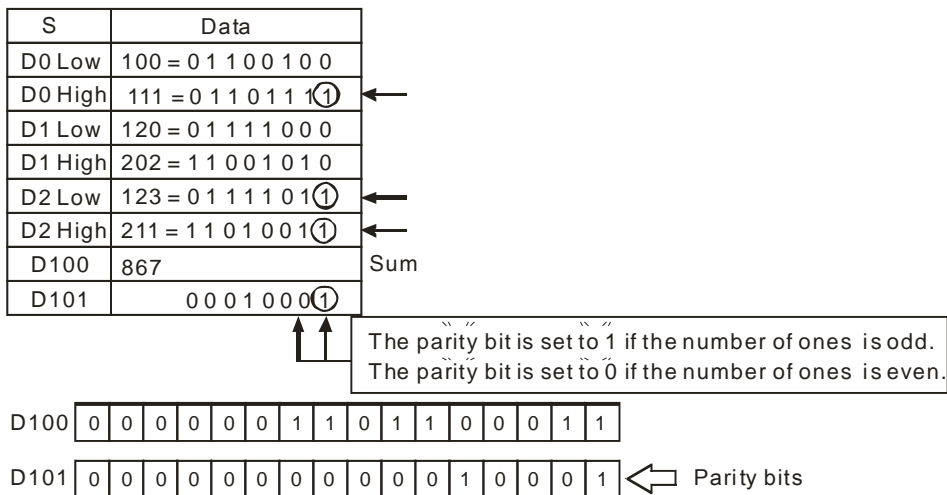 S Data
D0 Low 100 = 0 1 1 0 0 1 0 0
D0 High 111 = 0 1 1 0 1 1 1 1
D1 Low 120 = 0 1 1 1 1 0 0 0
D1 High 202 = 1 1 0 0 1 0 1 0
D2 Low 123 = 0 1 1 1 1 0 1 1
D2 High 211 = 1 1 0 1 0 0 1 1
D100 867 Sum
D101 0 0 0 1 0 0 0 1
The parity bit is set to 1 if the number of ones is odd.
The parity bit is set to 0 if the number of ones is even.
D100 0 0 0 0 0 0 1 1 0 1 1 0 0 0 1 1
D101 0 0 0 0 0 0 0 0 0 0 0 1 0 0 0 1 Parity bits